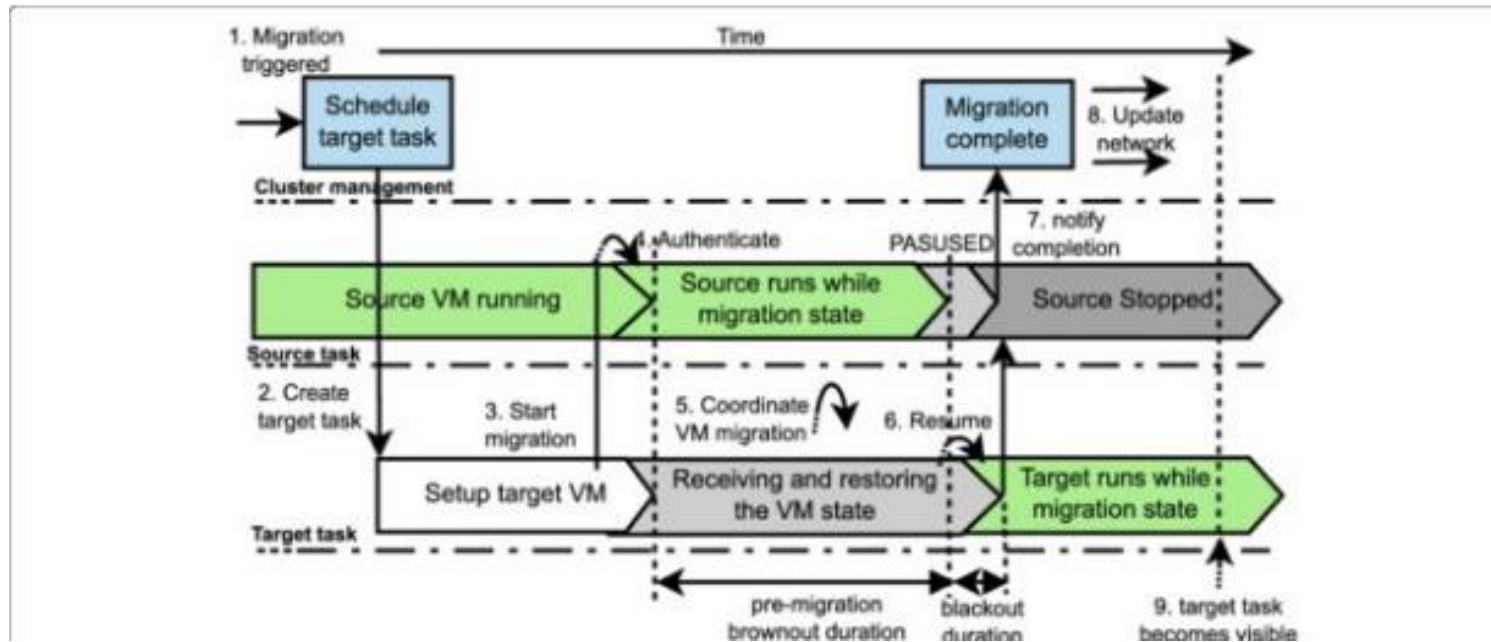 1. Migration
triggered
Time
Schedule
target task
Migration
complete
8. Update
network
Cluster management
4. Authenticate
PASUSED
7. notify
completion
Source VM running
Source runs while
migration state
Source Stopped
Source task
2. Create
target task
3. Start
migration
5. Coordinate
VM migration
6. Resume
Setup target VM
Receiving and restoring
the VM state
Target runs while
migration state
Target task
pre-migration
brownout duration
blackout
duration
9. target task
becomes visible